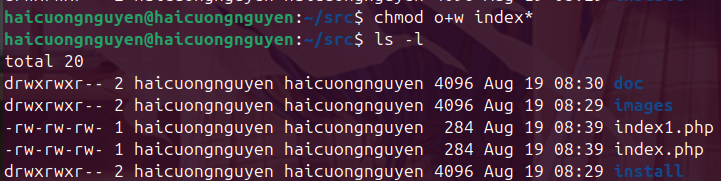 haicuongnguyen@haicuongnguyen:~/src$ chmod o+w index*
haicuongnguyen@haicuongnguyen:~/src$ ls -l
total 20
drwxrwxr-- 2 haicuongnguyen haicuongnguyen 4096 Aug 19 08:30 doc
drwxrwxr-- 2 haicuongnguyen haicuongnguyen 4096 Aug 19 08:29 images
-rw-rw-rw- 1 haicuongnguyen haicuongnguyen  284 Aug 19 08:39 index1.php
-rw-rw-rw- 1 haicuongnguyen haicuongnguyen  284 Aug 19 08:39 index.php
drwxrwxr-- 2 haicuongnguyen haicuongnguyen 4096 Aug 19 08:29 install